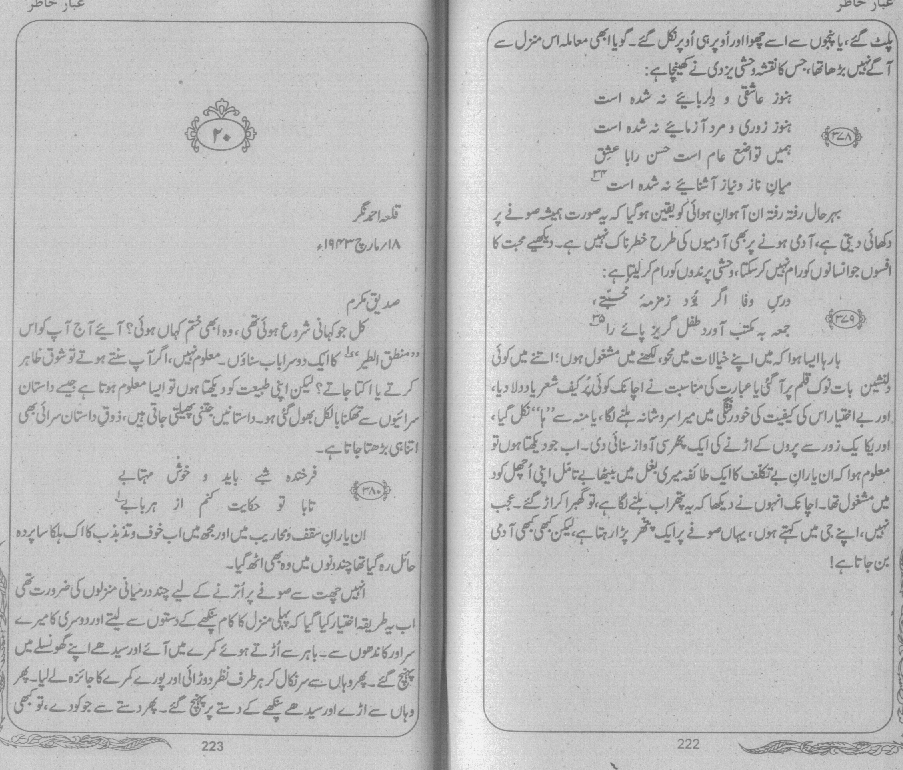 غبار خاطر
پلٹ گئے، یا پنجوں سے اسے چھوا اور اُوپر ہی اُوپر نکل گئے۔ گویا ابھی معاملہ اس منزل سے
آگے نہیں بڑھا تھا، جس کا نقشہ وحشی یزدی نے کھینچا ہے:
ہنوز عاشقی و دلربائیے نہ شدہ است
ہنوز زوری و مرد آزمائیے نہ شدہ است
۳۷۸
ہمیں تواضع عام است حسن رابا عشق
میان ناز و نیاز آشنائیے نہ شدہ است ۳۴
بہر حال رفتہ رفتہ ان آہوانِ ہوائی کو یقین ہو گیا کہ یہ صورت ہمیشہ صوفے پر
دکھائی دیتی ہے، آدمی ہونے پر بھی آدمیوں کی طرح خطرناک نہیں ہے۔ دیکھیے محبت کا
افسوں جو انسانوں کو رام نہیں کر سکتا، وحشی پرندوں کو رام کر لیتا ہے:
درسِ وفا اگر بُوَد زمزمۂ محبّتے،
۳۷۹
جمعہ بہ مکتب آورد طفل گریز پائے را ۳۵
بارہا ایسا ہوا کہ میں اپنے خیالات میں محو، لکھنے میں مشغول ہوں؛ اتنے میں کوئی
دلنشین بات نوک قلم پر آگئی یا عبارت کی مناسبت نے اچانک کوئی پُر کیف شعر یاد دلا دیا،
اور بے اختیار اس کی کیفیت کی خود رفتگی میں میرا سر و شانہ ہلنے لگا، یا منہ سے ”ہا“ نکل گیا،
اور یکا یک زور سے پروں کے اڑنے کی ایک پھر سی آواز سنائی دی۔ اب جو دیکھتا ہوں تو
معلوم ہوا کہ ان یارانِ بے تکلف کا ایک طائفہ میری بغل میں بیٹھا بے تامّل اپنی اُچھل کود
میں مشغول تھا۔ اچانک انہوں نے دیکھا کہ یہ پتھر اب ہلنے لگا ہے، تو گھبرا کر اڑ گئے۔ عجب
نہیں، اپنے جی میں کہتے ہوں، یہاں صوفے پر ایک پتھر پڑا رہتا ہے، لیکن کبھی کبھی آدمی
بن جاتا ہے!
222
غبار خاطر
۲۰
قلعہ احمد نگر
۱۸؍ مارچ ۱۹۴۳ء
صدیق مکرم
کل جو کہانی شروع ہوئی تھی، وہ ابھی ختم کہاں ہوئی؟ آیئے آج آپ کو اس
”منطق الطیر“ کا ایک دوسرا باب سناؤں۔ معلوم نہیں، اگر آپ سنتے ہوتے تو شوق ظاہر
کرتے یا اکتا جاتے؟ لیکن اپنی طبیعت کو دیکھتا ہوں تو ایسا معلوم ہوتا ہے جیسے داستان
سرائیوں سے تھکنا بالکل بھول گئی ہو۔ داستانیں جتنی پھیلتی جاتی ہیں، ذوقِ داستان سرائی بھی
اتنا ہی بڑھتا جاتا ہے۔
فرخندہ شبے باید و خوش مہتابے
۳۸۰
تابا تو حکایت کنم از ہر بابے
ان یارانِ سقف و محاریب میں اور مجھ میں اب خوف و تذبذب کا اک ہلکا سا پردہ
حائل رہ گیا تھا چند دنوں میں وہ بھی اٹھ گیا۔
انہیں چھت سے صوفے پر اُترنے کے لیے چند درمیانی منزلوں کی ضرورت تھی
اب یہ طریقہ اختیار کیا گیا کہ پہلی منزل کا کام پنکھے کے دستوں سے لیتے اور دوسری کا میرے
سر اور کاندھوں سے۔ باہر سے اڑتے ہوئے کمرے میں آئے اور سیدھے اپنے گھونسلے میں
پہنچ گئے۔ پھر وہاں سے سر نکال کر ہر طرف نظر دوڑائی اور پورے کمرے کا جائزہ لے لیا۔ پھر
وہاں سے اڑے اور سیدھے پنکھے کے دستے پر پہنچ گئے۔ پھر دستے سے جو کودے، تو کبھی
223